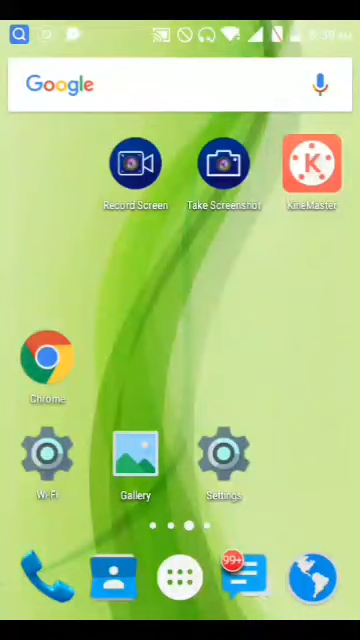 Google
Record Screen
Take Screenshot
KineMaster
Chrome
Wi-Fi
Gallery
Settings
99+